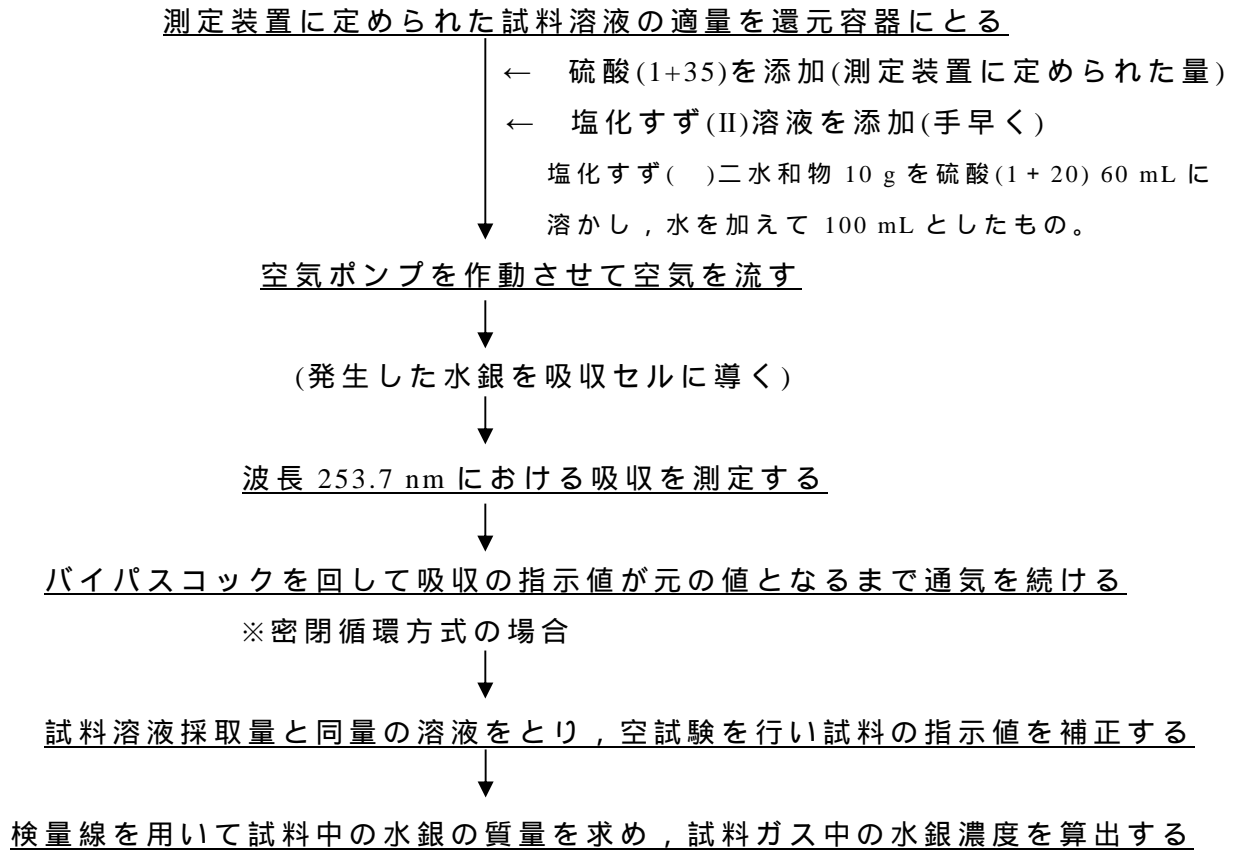 測定装置に定められた試料溶液の適量を還元容器にとる
← 硫酸(1+35)を添加(測定装置に定められた量)
← 塩化すず(II)溶液を添加(手早く)
塩化すず( )二水和物 10 g を硫酸(1 + 20) 60 mL に
溶かし，水を加えて 100 mL としたもの。
空気ポンプを作動させて空気を流す
(発生した水銀を吸収セルに導く)
波長 253.7 nm における吸収を測定する
バイパスコックを回して吸収の指示値が元の値となるまで通気を続ける
※密閉循環方式の場合
試料溶液採取量と同量の溶液をとり，空試験を行い試料の指示値を補正する
検量線を用いて試料中の水銀の質量を求め，試料ガス中の水銀濃度を算出する